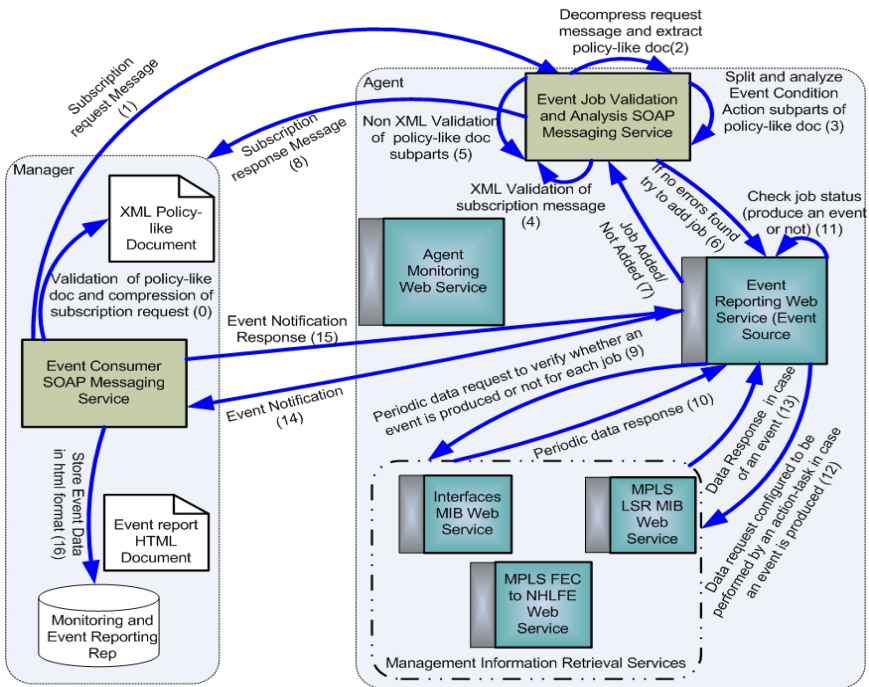 Decompress request
message and extract
policy-like doc(2)
Subscription
request Message
(1)
Agent
Event Job Validation
and Analysis SOAP
Messaging Service
Split and analyze
Event Condition
Action subparts of
policy-like doc (3)
Non XML Validation
of policy-like doc
subparts (5)
Subscription
response Message
(8)
XML Validation of
subscription message
(4)
If no errors found
try to add job (6)
Job Added/
Not Added (7)
Check job status
(produce an event
or not) (11)
Manager
XML Policy-
like
Document
Validation of policy-like
doc and compression of
subscription request (0)
Agent
Monitoring
Web Service
Event
Reporting Web
Service (Event
Source
Event Notification
Response (15)
Event Consumer
SOAP Messaging
Service
Event Notification
(14)
Periodic data request to verify whether an
event is produced or not for each job (9)
Periodic data response (10)
Data Response in case
of an event (13)
Data request configured to be
performed by an action-task in case
an event is produced (12)
Store Event Data
in html format (16)
Event report
HTML
Document
Interfaces
MIB Web
Service
MPLS
LSR MIB
Web
Service
MPLS FEC
to NHLFE
Web
Service
Monitoring and
Event Reporting
Rep
Management Information Retrieval Services